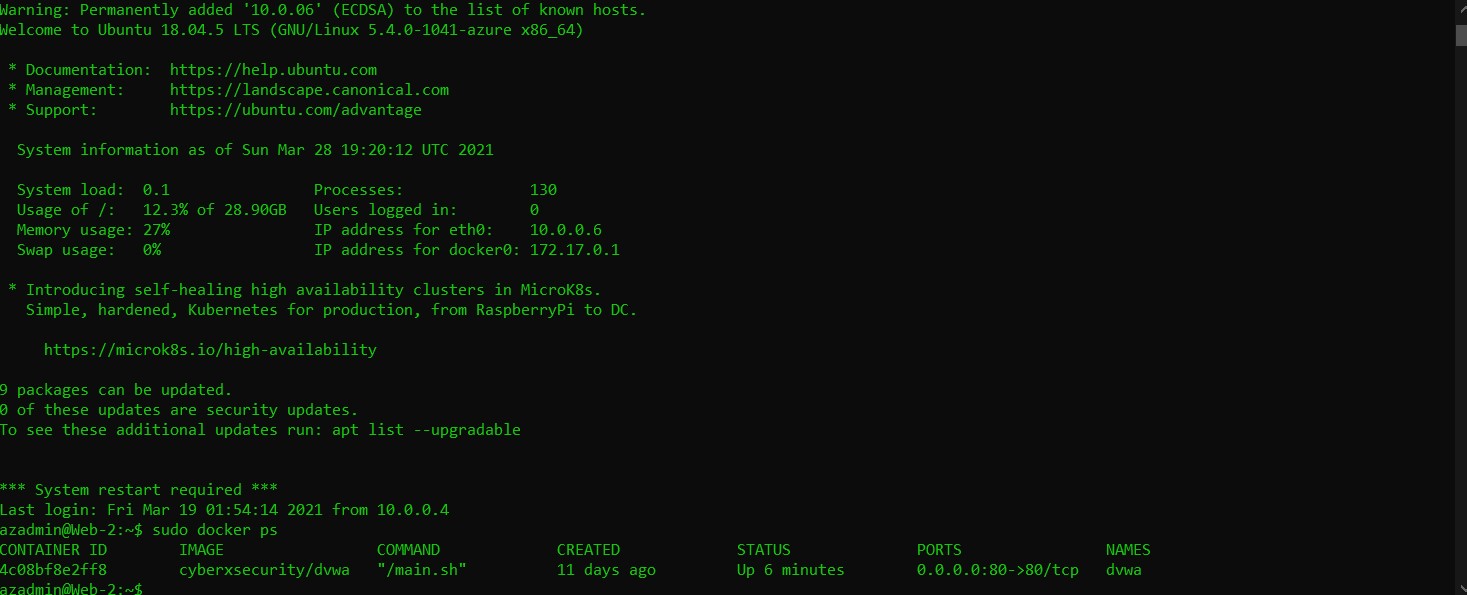 Warning: Permanently added '10.0.06' (ECDSA) to the list of known hosts.
Welcome to Ubuntu 18.04.5 LTS (GNU/Linux 5.4.0-1041-azure x86_64)
* Documentation: https://help.ubuntu.com
* Management: https://landscape.canonical.com
* Support: https://ubuntu.com/advantage
System information as of Sun Mar 28 19:20:12 UTC 2021
System load: 0.1 Processes: 130
Usage of /: 12.3% of 28.90GB Users logged in: 0
Memory usage: 27% IP address for eth0: 10.0.0.6
Swap usage: 0% IP address for docker0: 172.17.0.1
* Introducing self-healing high availability clusters in MicroK8s.
Simple, hardened, Kubernetes for production, from RaspberryPi to DC.
https://microk8s.io/high-availability
9 packages can be updated.
0 of these updates are security updates.
To see these additional updates run: apt list --upgradable
*** System restart required ***
Last login: Fri Mar 19 01:54:14 2021 from 10.0.0.4
azadmin@Web-2:~$ sudo docker ps
CONTAINER ID IMAGE COMMAND CREATED STATUS PORTS NAMES
4c08bf8e2ff8 cyberxsecurity/dvwa "/main.sh" 11 days ago Up 6 minutes 0.0.0.0:80->80/tcp dvwa
azadmin@Web-2:~$